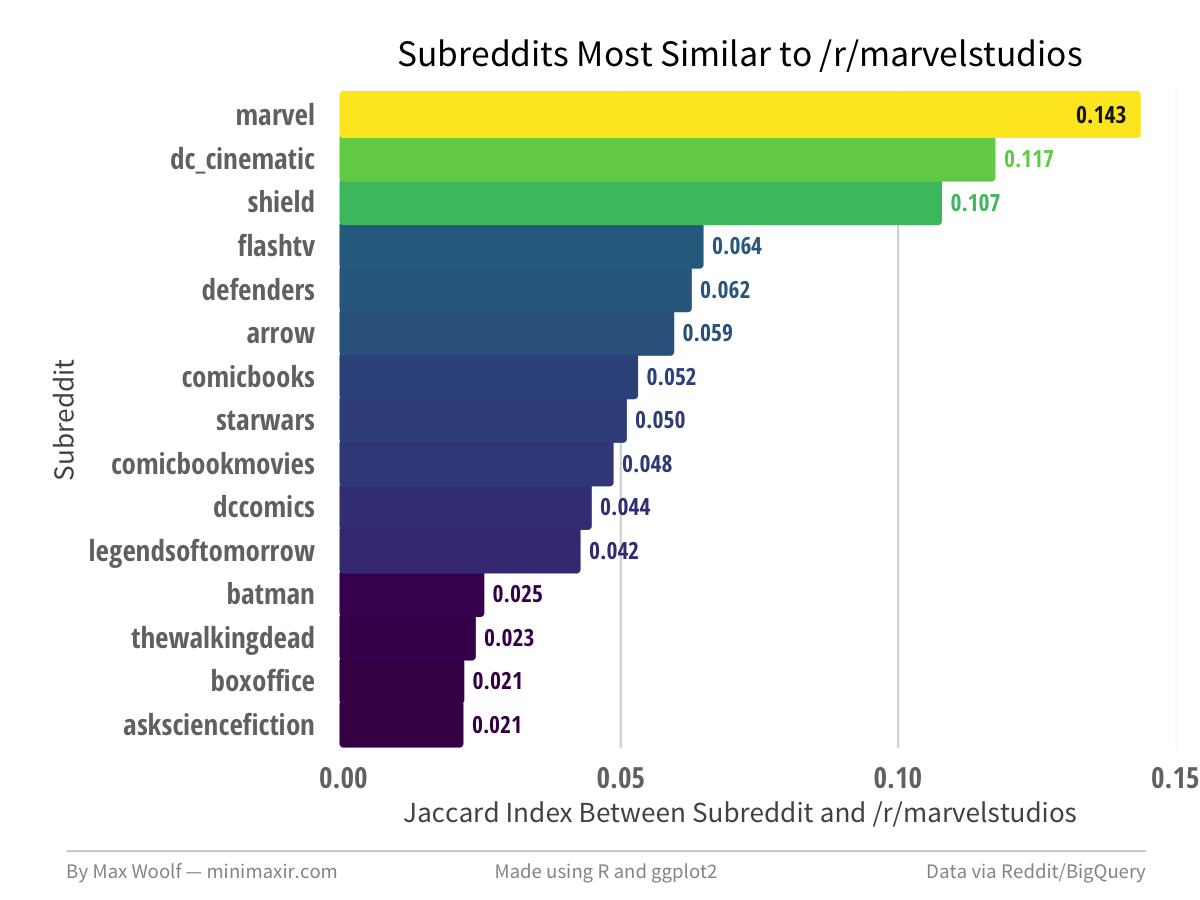 Subreddits Most Similar to /r/marvelstudios
marvel 0.143
dc_cinematic 0.117
shield 0.107
flashtv 0.064
defenders 0.062
arrow 0.059
comicbooks 0.052
starwars 0.050
comicbookmovies 0.048
dccomics 0.044
legendsoftomorrow 0.042
batman 0.025
thewalkingdead 0.023
boxoffice 0.021
asksciencefiction 0.021
Subreddit
0.00 0.05 0.10 0.15
Jaccard Index Between Subreddit and /r/marvelstudios
By Max Woolf — minimaxir.com Made using R and ggplot2 Data via Reddit/BigQuery